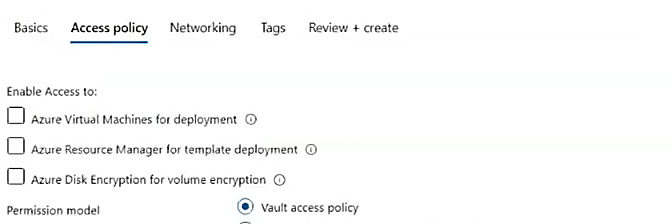 Basics Access policy Networking Tags Review + create
Enable Access to:
Azure Virtual Machines for deployment
Azure Resource Manager for template deployment
Azure Disk Encryption for volume encryption
Permission model Vault access policy